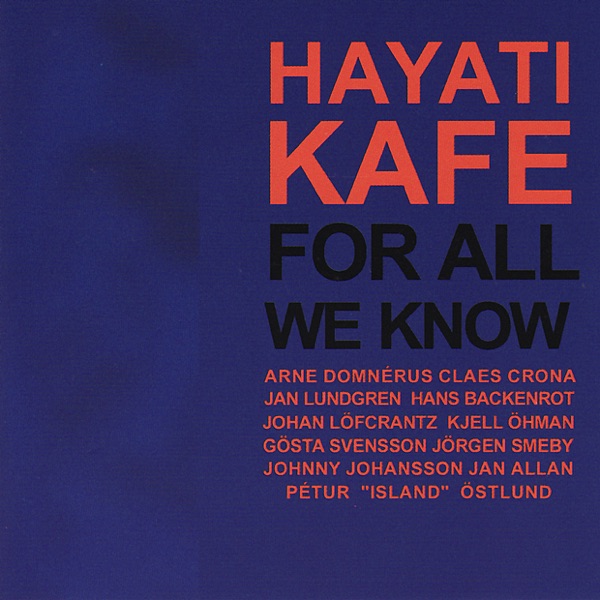 HAYATI
KAFE
FOR ALL
WE KNOW
ARNE DOMNÉRUS CLAES CRONA
JAN LUNDGREN HANS BACKENROT
JOHAN LÖFCRANTZ KJELL ÖHMAN
GÖSTA SVENSSON JÖRGEN SMEBY
JOHNNY JOHANSSON JAN ALLAN
PÉTUR "ISLAND" ÖSTLUND